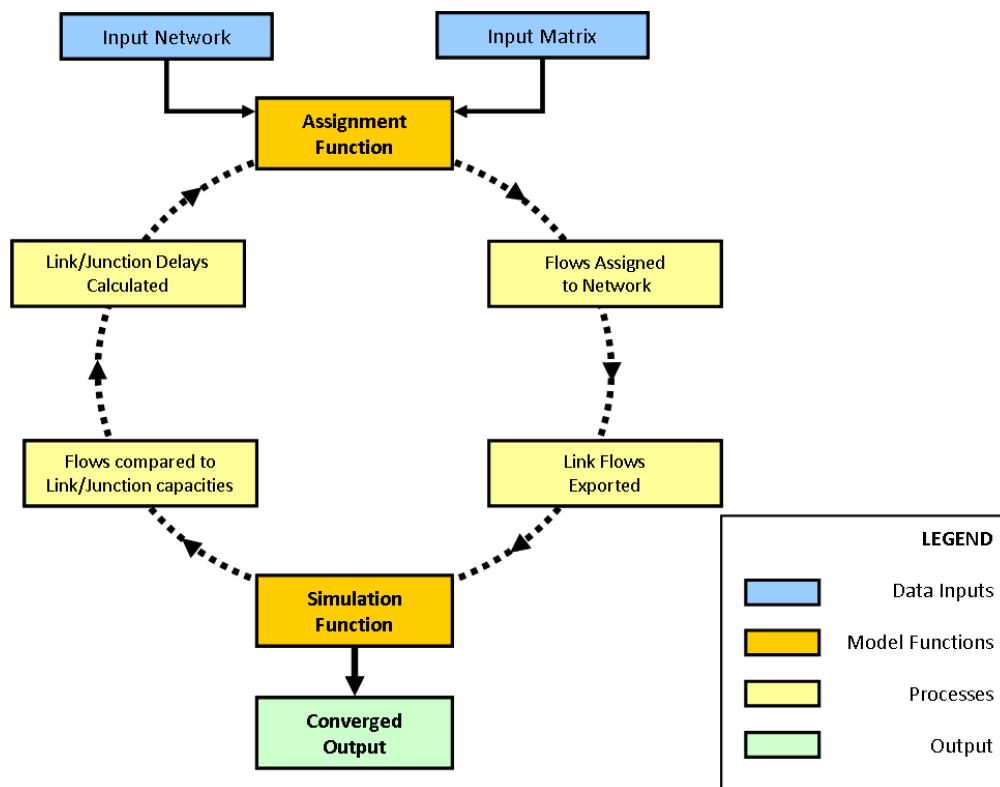 Input Network
Input Matrix
Assignment
Function
Link/Junction Delays
Calculated
Flows Assigned
to Network
Flows compared to
Link/Junction capacities
Link Flows
Exported
Simulation
Function
Converged
Output
LEGEND
Data Inputs
Model Functions
Processes
Output